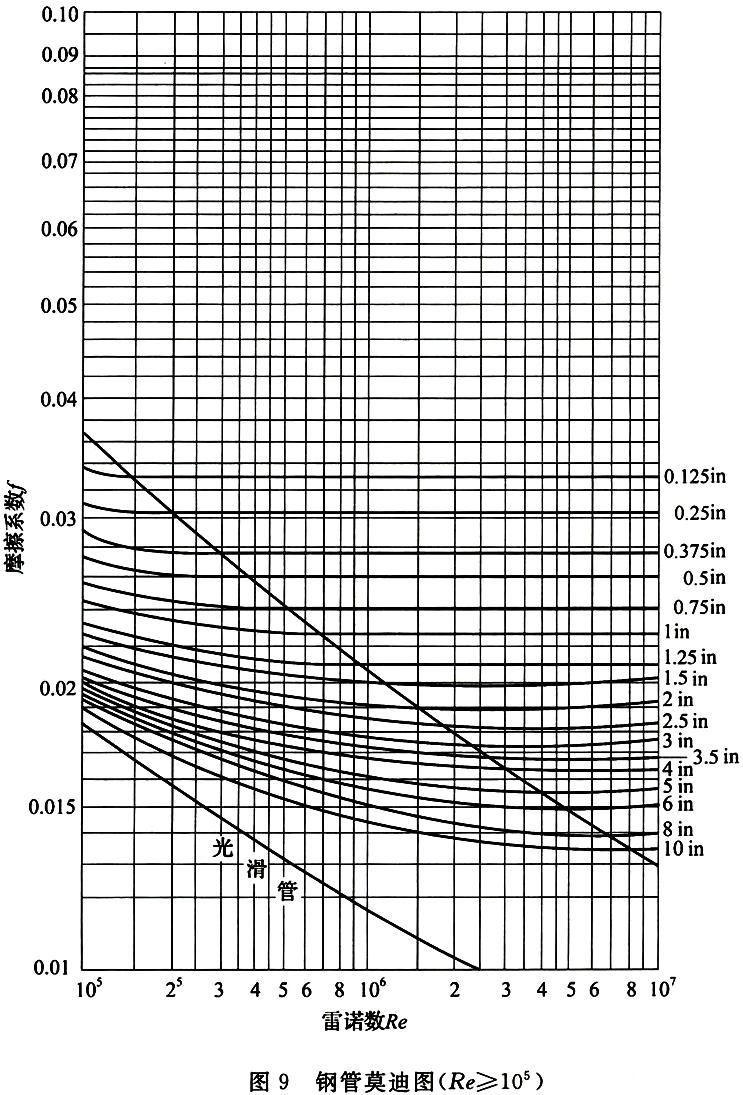 0.10
0.09
0.08
0.07
0.06
0.05
0.04
0.03
0.02
0.015
0.01
摩擦系数f
0.125in
0.25in
0.375in
0.5in
0.75in
1in
1.25 in
1.5 in
2 in
2.5 in
3 in
3.5 in
4 in
5 in
6 in
8 in
10 in
光滑管
10⁵ 2⁵ 3 4 5 6 8 10⁶ 2 3 4 5 6 8 10⁷
雷诺数Re
图 9 钢管莫迪图(Re≥10⁵)